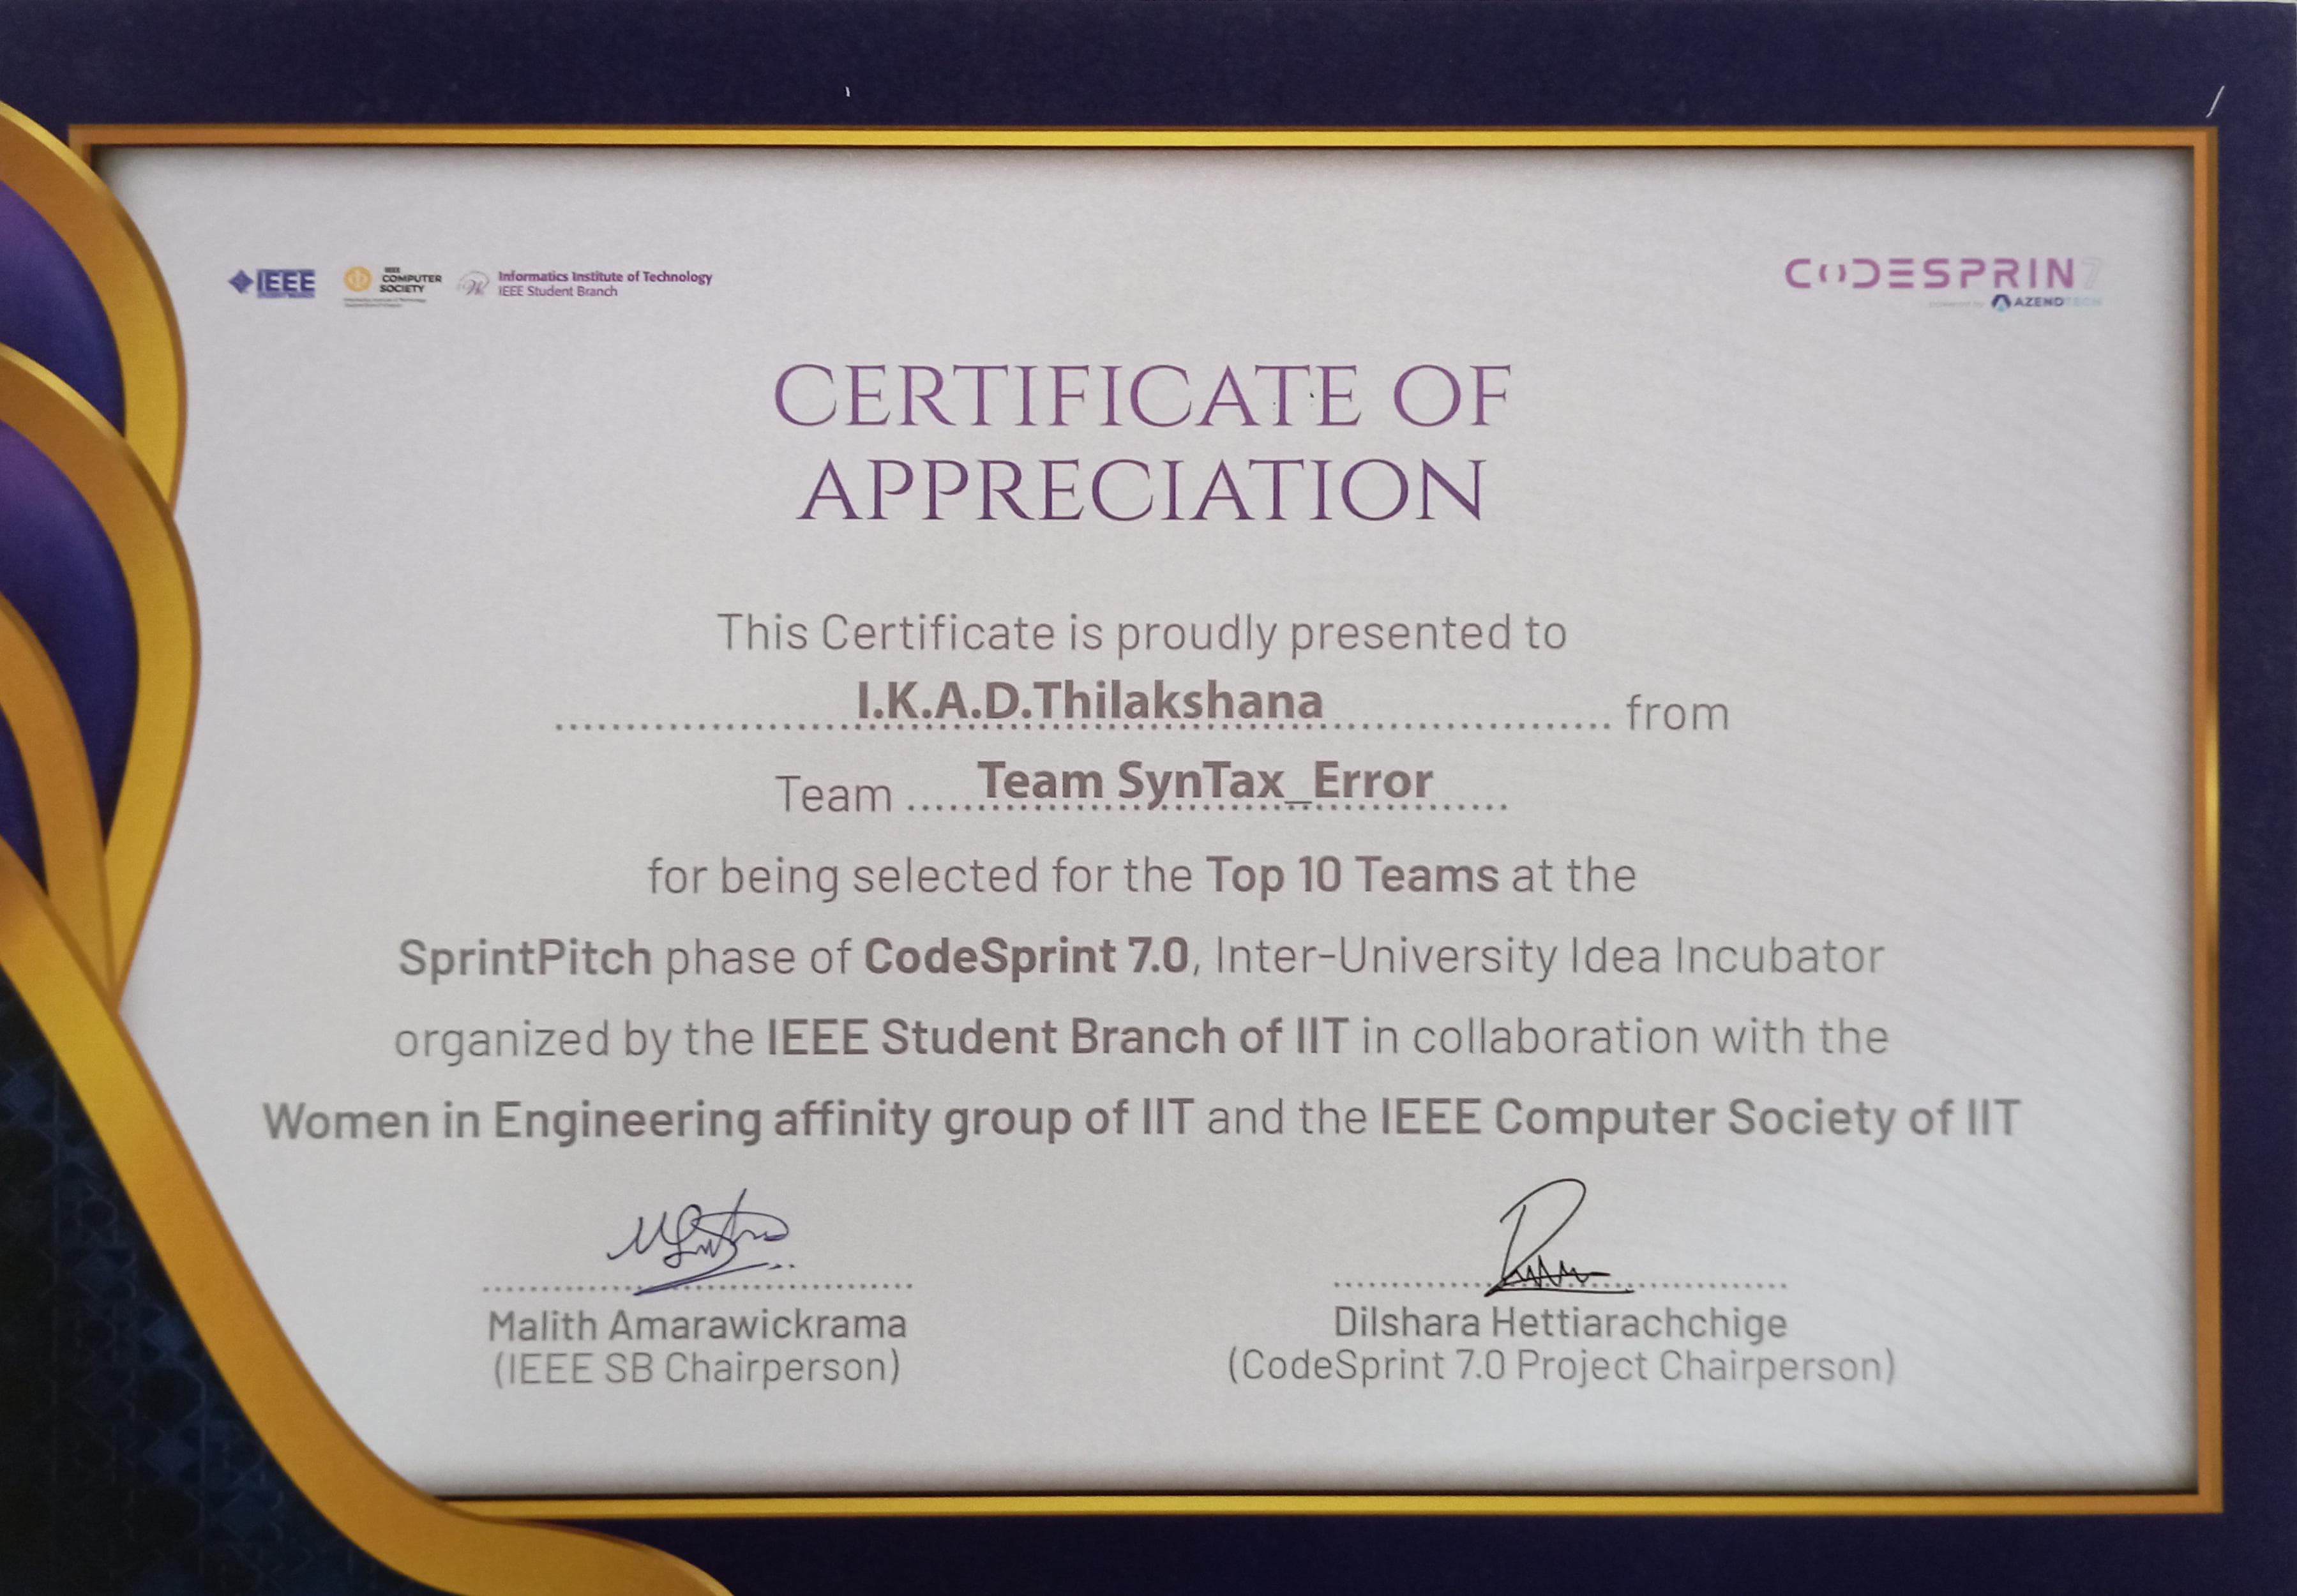 IEEE
IEEE
COMPUTER
SOCIETY
Informatics Institute of Technology
IEEE Student Branch
CODESPRIN7
powered by AZENDTECH
CERTIFICATE OF
APPRECIATION
This Certificate is proudly presented to
I.K.A.D.Thilakshana from
Team Team SynTax_Error
for being selected for the Top 10 Teams at the
SprintPitch phase of CodeSprint 7.0, Inter-University Idea Incubator
organized by the IEEE Student Branch of IIT in collaboration with the
Women in Engineering affinity group of IIT and the IEEE Computer Society of IIT
Malith Amarawickrama
(IEEE SB Chairperson)
Dilshara Hettiarachchige
(CodeSprint 7.0 Project Chairperson)